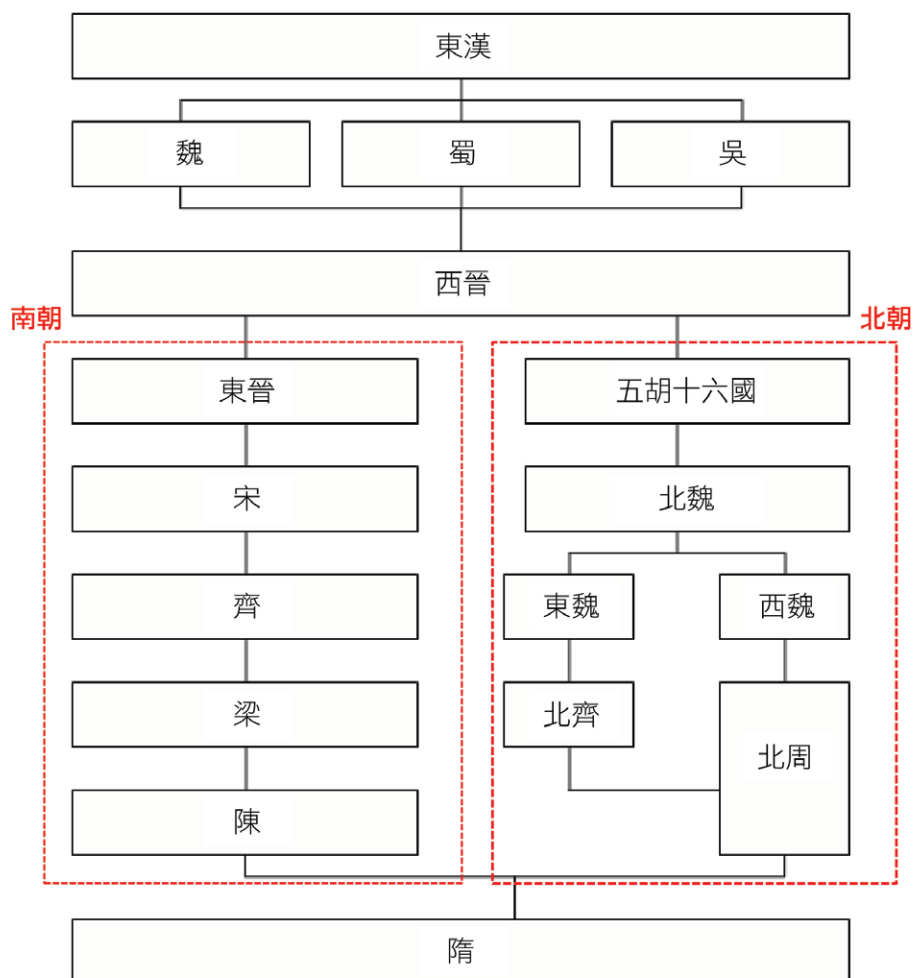 東漢
魏
蜀
吳
西晉
南朝
北朝
東晉
五胡十六國
宋
北魏
齊
東魏
西魏
梁
北齊
北周
陳
隋